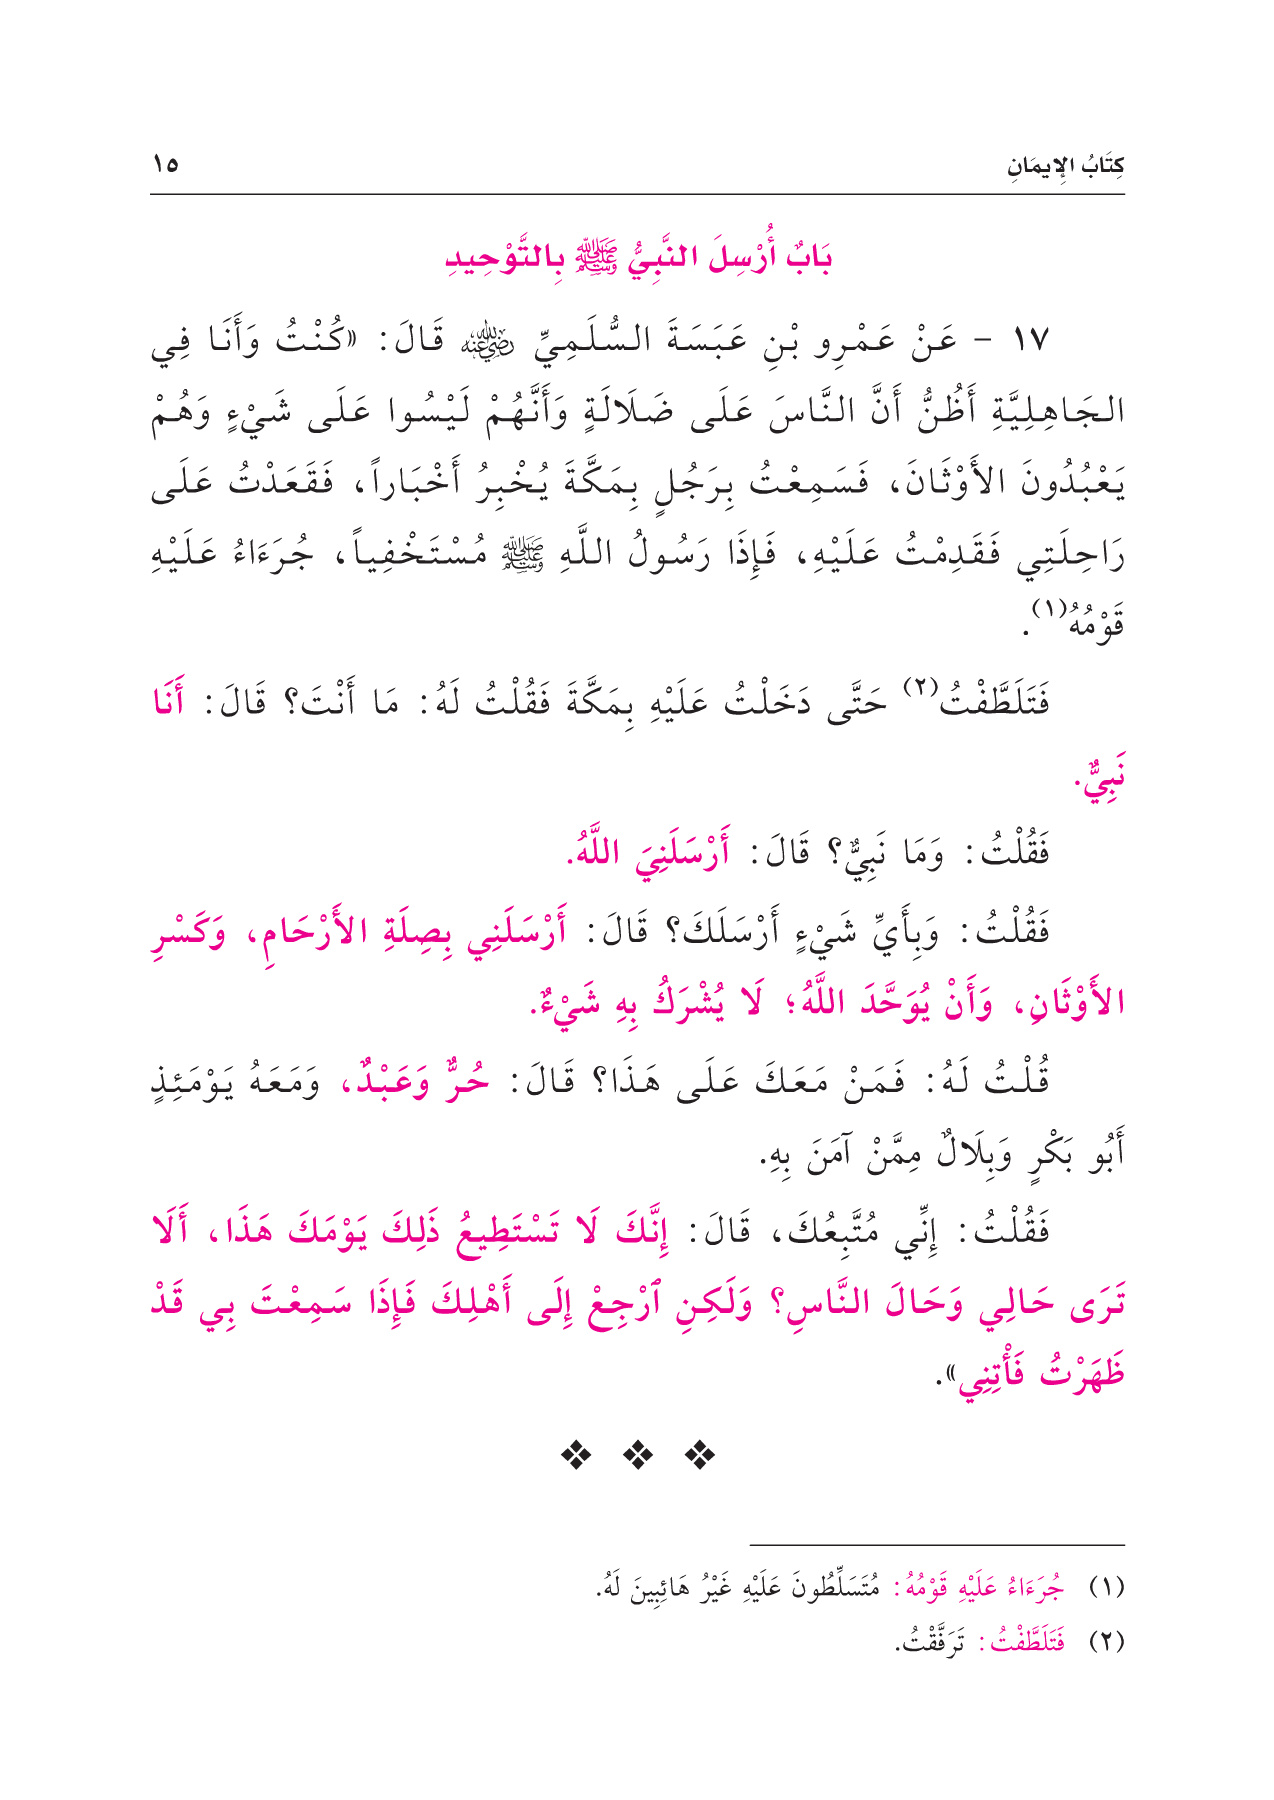 كِتَابُ الإِيمَانِ ١٥
بَابٌ أُرْسِلَ النَّبِيُّ ﷺ بِالتَّوْحِيدِ
١٧ - عَنْ عَمْرِو بْنِ عَبَسَةَ السُّلَمِيِّ رضي الله عنه قَالَ: «كُنْتُ وَأَنَا فِي
الجَاهِلِيَّةِ أَظُنُّ أَنَّ النَّاسَ عَلَى ضَلَالَةٍ وَأَنَّهُمْ لَيْسُوا عَلَى شَيْءٍ وَهُمْ
يَعْبُدُونَ الأَوْثَانَ، فَسَمِعْتُ بِرَجُلٍ بِمَكَّةَ يُخْبِرُ أَخْبَاراً، فَقَعَدْتُ عَلَى
رَاحِلَتِي فَقَدِمْتُ عَلَيْهِ، فَإِذَا رَسُولُ اللَّهِ ﷺ مُسْتَخْفِياً، جُرَءَاءُ عَلَيْهِ
قَوْمُهُ(١).
فَتَلَطَّفْتُ(٢) حَتَّى دَخَلْتُ عَلَيْهِ بِمَكَّةَ فَقُلْتُ لَهُ: مَا أَنْتَ؟ قَالَ: أَنَا
نَبِيٌّ.
فَقُلْتُ: وَمَا نَبِيٌّ؟ قَالَ: أَرْسَلَنِيَ اللَّهُ.
فَقُلْتُ: وَبِأَيِّ شَيْءٍ أَرْسَلَكَ؟ قَالَ: أَرْسَلَنِي بِصِلَةِ الأَرْحَامِ، وَكَسْرِ
الأَوْثَانِ، وَأَنْ يُوَحَّدَ اللَّهُ؛ لَا يُشْرَكُ بِهِ شَيْءٌ.
قُلْتُ لَهُ: فَمَنْ مَعَكَ عَلَى هَذَا؟ قَالَ: حُرٌّ وَعَبْدٌ، وَمَعَهُ يَوْمَئِذٍ
أَبُو بَكْرٍ وَبِلَالٌ مِمَّنْ آمَنَ بِهِ.
فَقُلْتُ: إِنِّي مُتَّبِعُكَ، قَالَ: إِنَّكَ لَا تَسْتَطِيعُ ذَلِكَ يَوْمَكَ هَذَا، أَلَا
تَرَى حَالِي وَحَالَ النَّاسِ؟ وَلَكِنِ ٱرْجِعْ إِلَى أَهْلِكَ فَإِذَا سَمِعْتَ بِي قَدْ
ظَهَرْتُ فَأْتِنِي».
(١) جُرَءَاءُ عَلَيْهِ قَوْمُهُ: مُتَسَلِّطُونَ عَلَيْهِ غَيْرُ هَائِبِينَ لَهُ.
(٢) فَتَلَطَّفْتُ: تَرَفَّقْتُ.